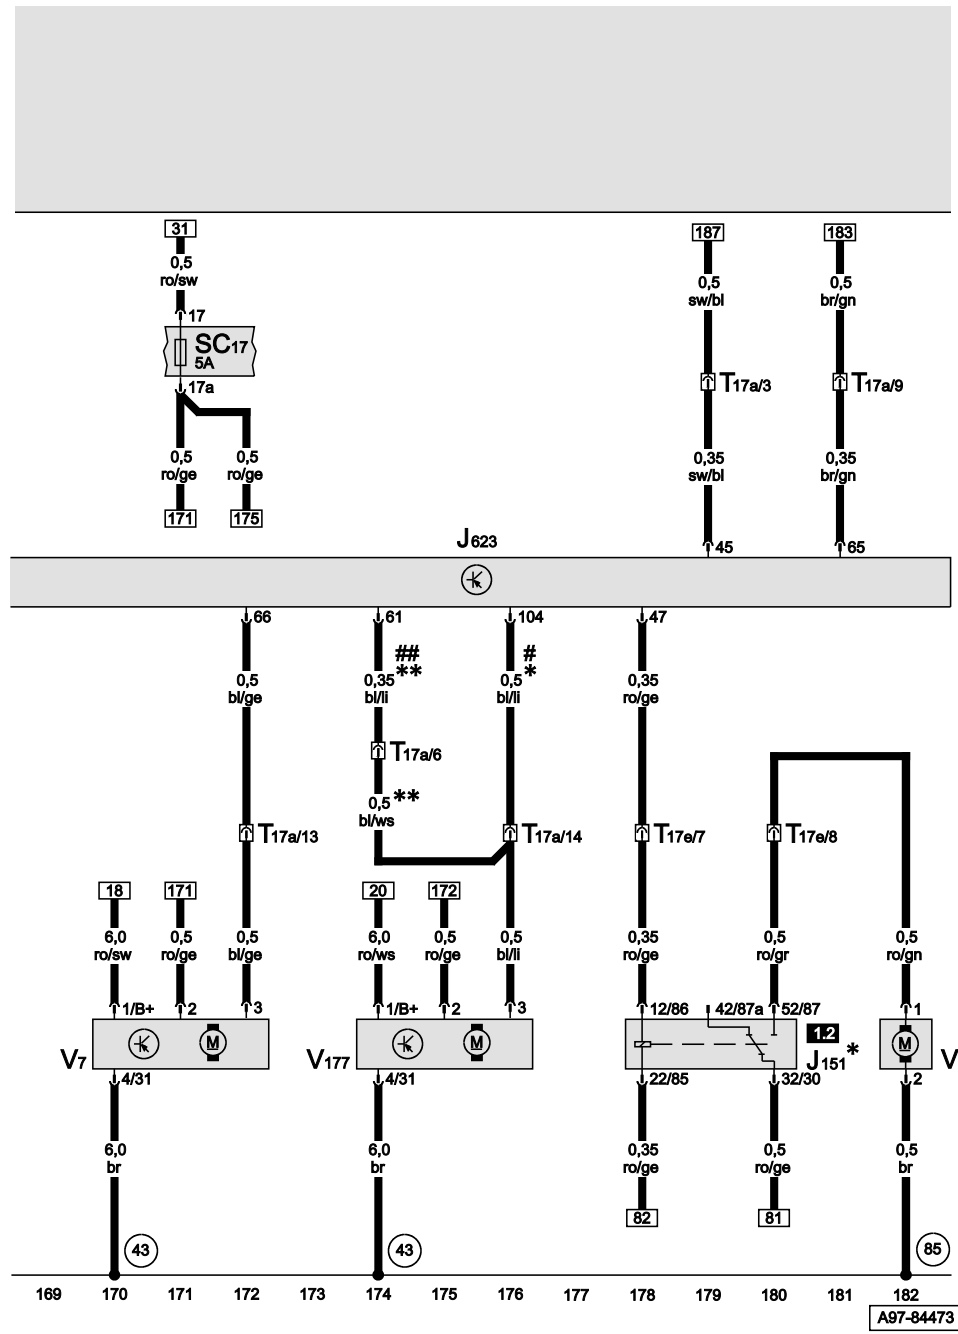 31 187 183
0,5
ro/sw
0,5
sw/bl
0,5
br/gn
17
SC17
5A
17a
T17a/3 T17a/9
0,5
ro/ge
0,5
ro/ge
0,35
sw/bl
0,35
br/gn
171 175
J623
45 65
66 61 104 47
## #
** *
0,5
bl/ge
0,35
bl/li
0,5
bl/li
0,35
ro/ge
T17a/6
0,5 **
bl/ws
T17a/13 T17a/14 T17e/7 T17e/8
18 171 20 172
6,0
ro/sw
0,5
ro/ge
0,5
bl/ge
6,0
ro/ws
0,5
ro/ge
0,5
bl/li
0,35
ro/ge
0,5
ro/gr
0,5
ro/gn
1/B+ 2 3 1/B+ 2 3 12/86 42/87a 52/87 1
M M M
1.2
V7 V177 J151 * V
4/31 4/31 22/85 32/30 2
6,0
br
6,0
br
0,35
ro/ge
0,5
ro/ge
0,5
br
82 81
43 43 85
169 170 171 172 173 174 175 176 177 178 179 180 181 182
A97-84473